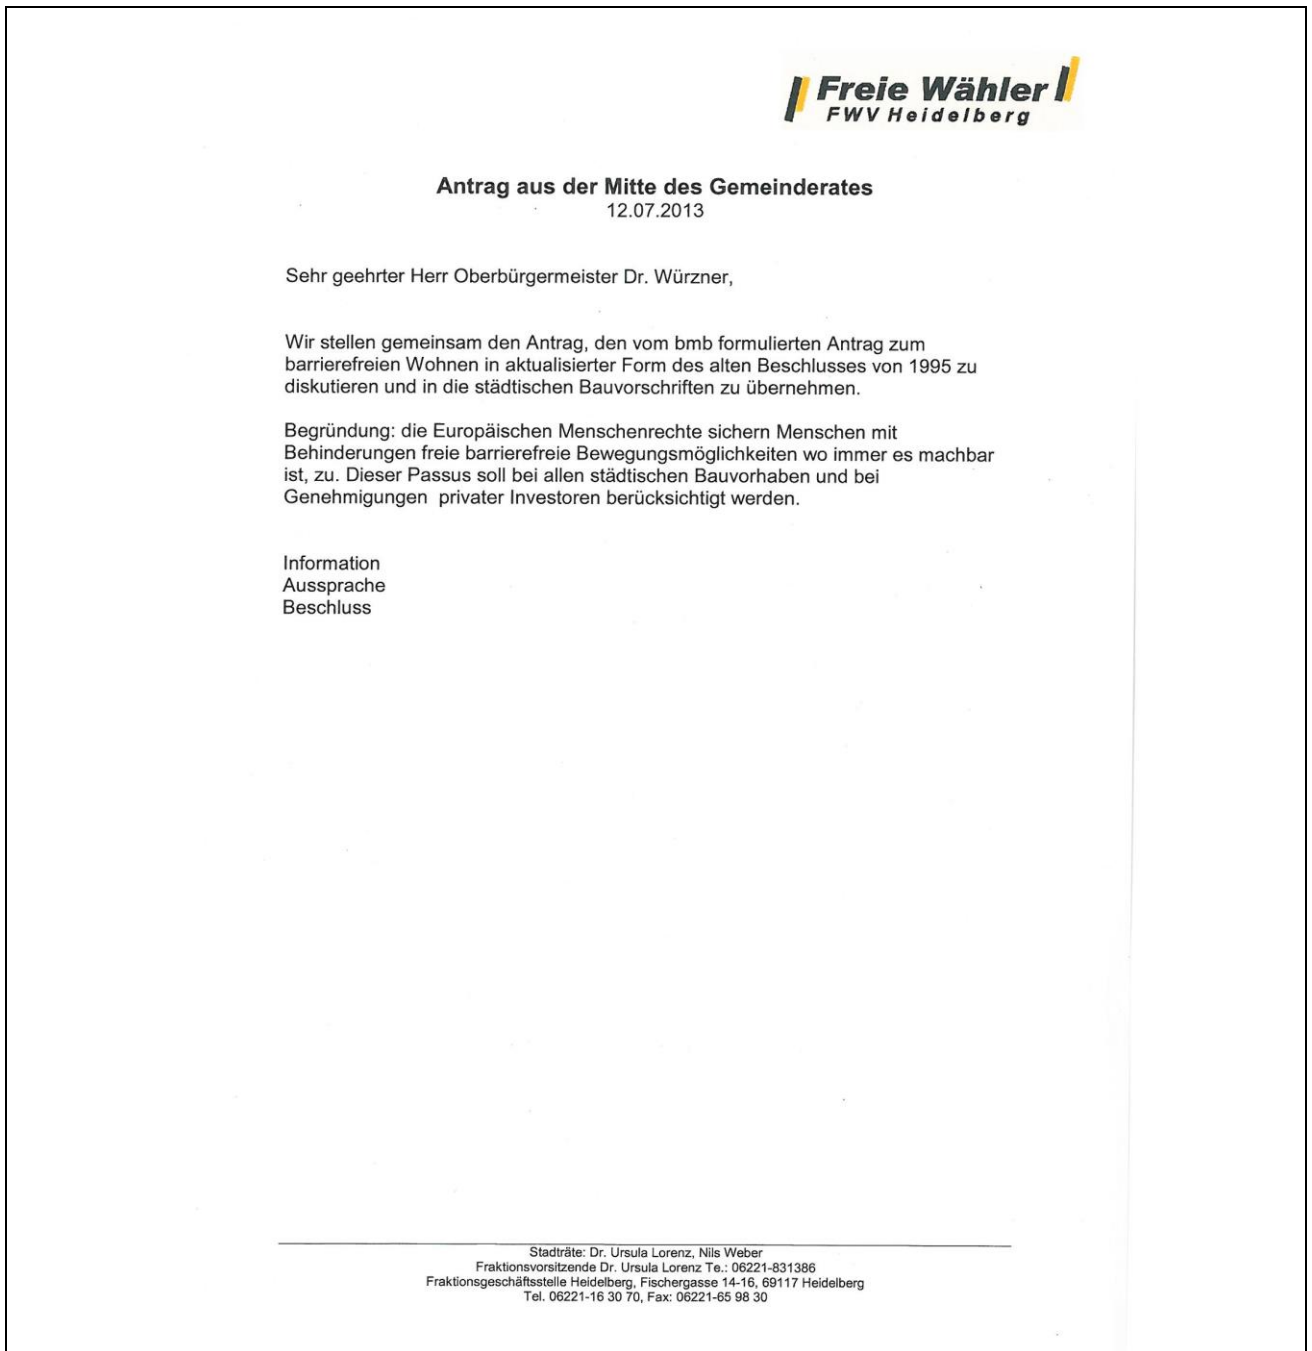 Freie Wähler
FWV Heidelberg
Antrag aus der Mitte des Gemeinderates
12.07.2013
Sehr geehrter Herr Oberbürgermeister Dr. Würzner,
Wir stellen gemeinsam den Antrag, den vom bmb formulierten Antrag zum
barrierefreien Wohnen in aktualisierter Form des alten Beschlusses von 1995 zu
diskutieren und in die städtischen Bauvorschriften zu übernehmen.
Begründung: die Europäischen Menschenrechte sichern Menschen mit
Behinderungen freie barrierefreie Bewegungsmöglichkeiten wo immer es machbar
ist, zu. Dieser Passus soll bei allen städtischen Bauvorhaben und bei
Genehmigungen  privater Investoren berücksichtigt werden.
Information
Aussprache
Beschluss
Stadträte: Dr. Ursula Lorenz, Nils Weber
Fraktionsvorsitzende Dr. Ursula Lorenz Te.: 06221-831386
Fraktionsgeschäftsstelle Heidelberg, Fischergasse 14-16, 69117 Heidelberg
Tel. 06221-16 30 70, Fax: 06221-65 98 30